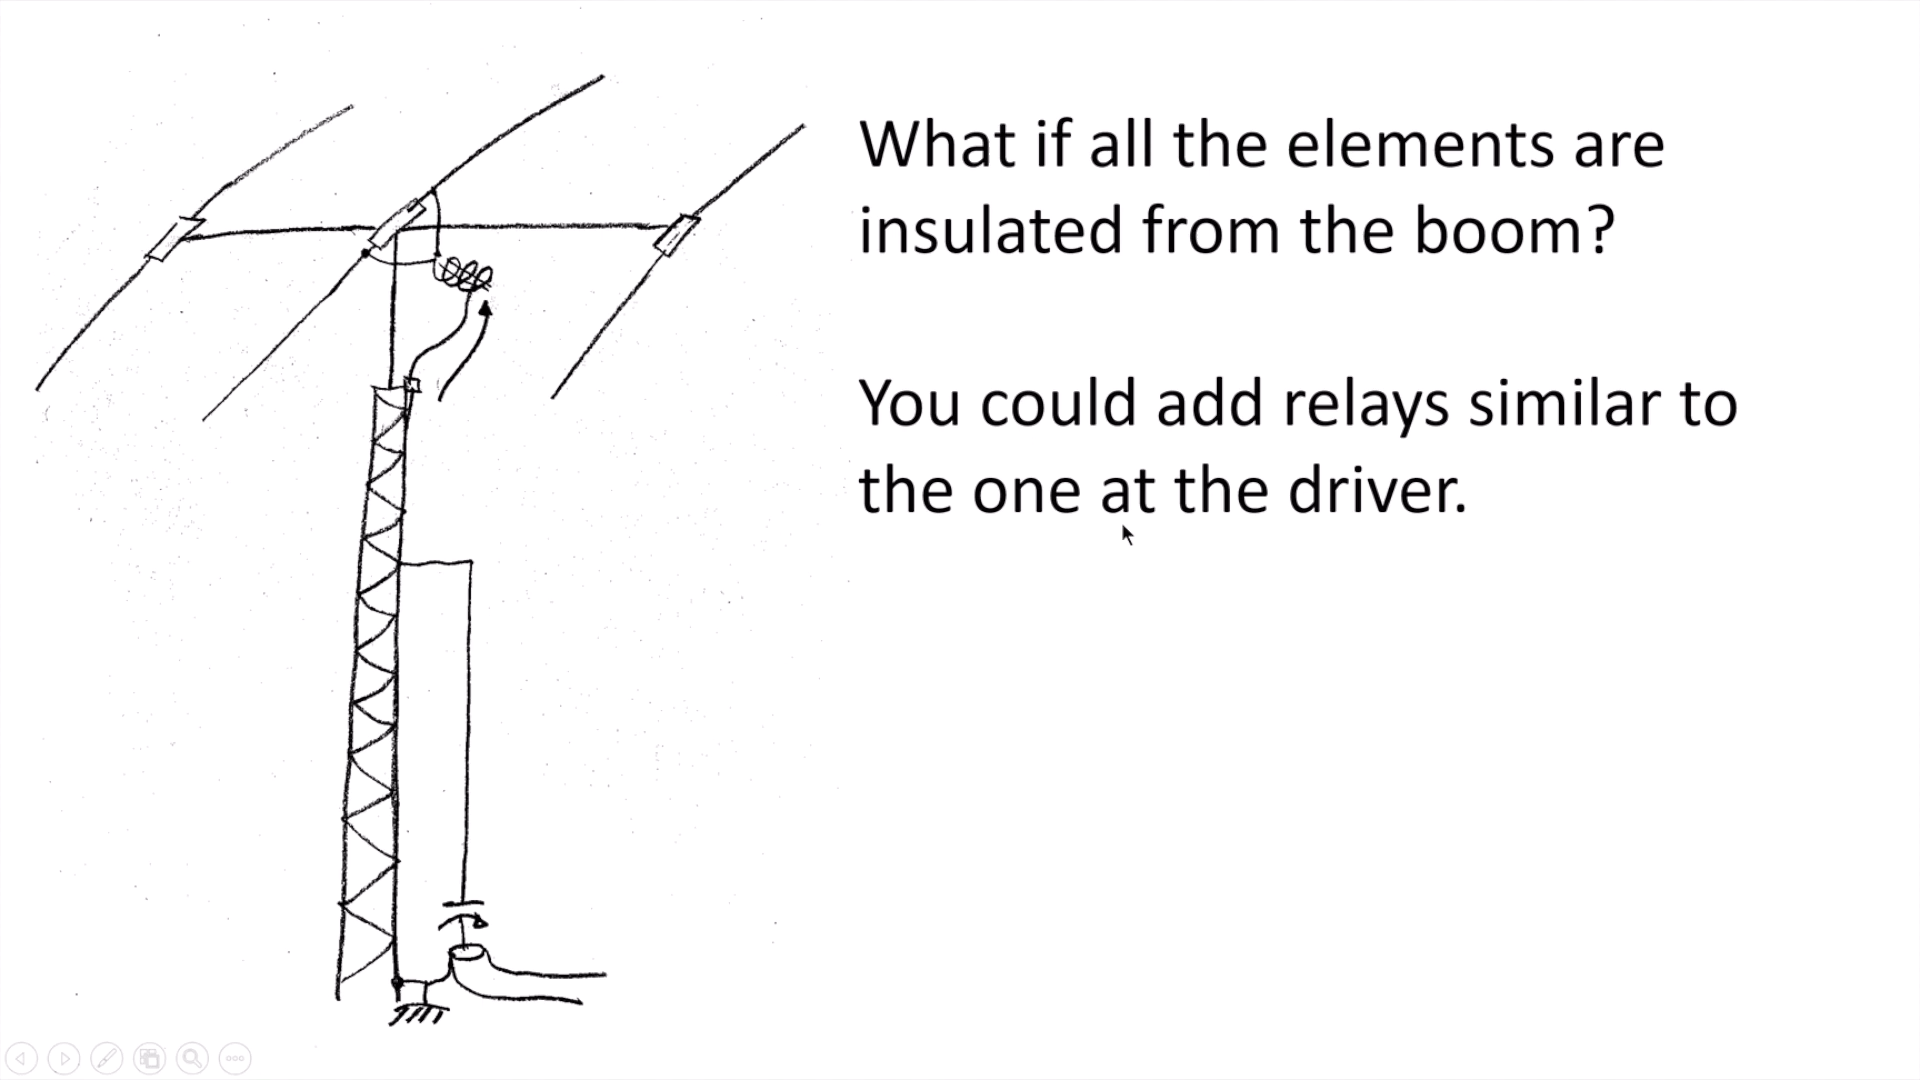 What if all the elements are
insulated from the boom?
You could add relays similar to
the one at the driver.